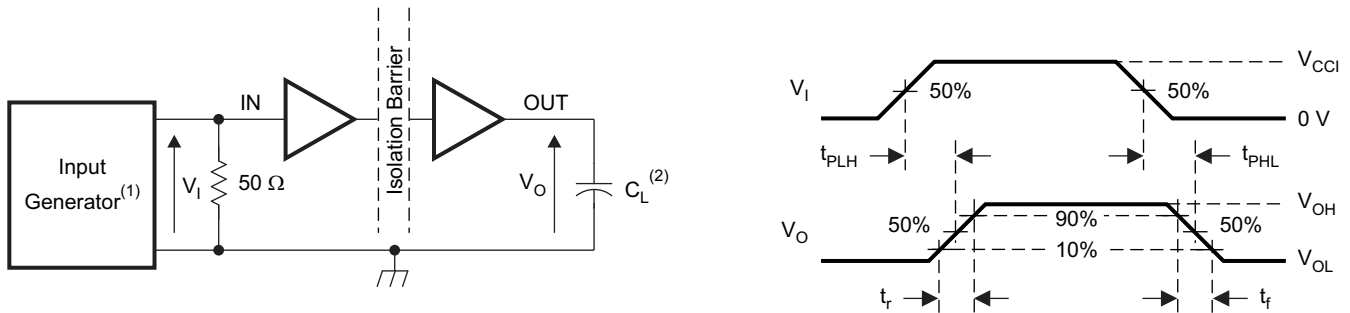 Input
Generator(1)
VI
50 Ω
IN
Isolation Barrier
OUT
VO
CL(2)
VI
50%
50%
VCCI
0 V
tPLH
tPHL
VO
50%
90%
10%
50%
VOH
VOL
tr
tf